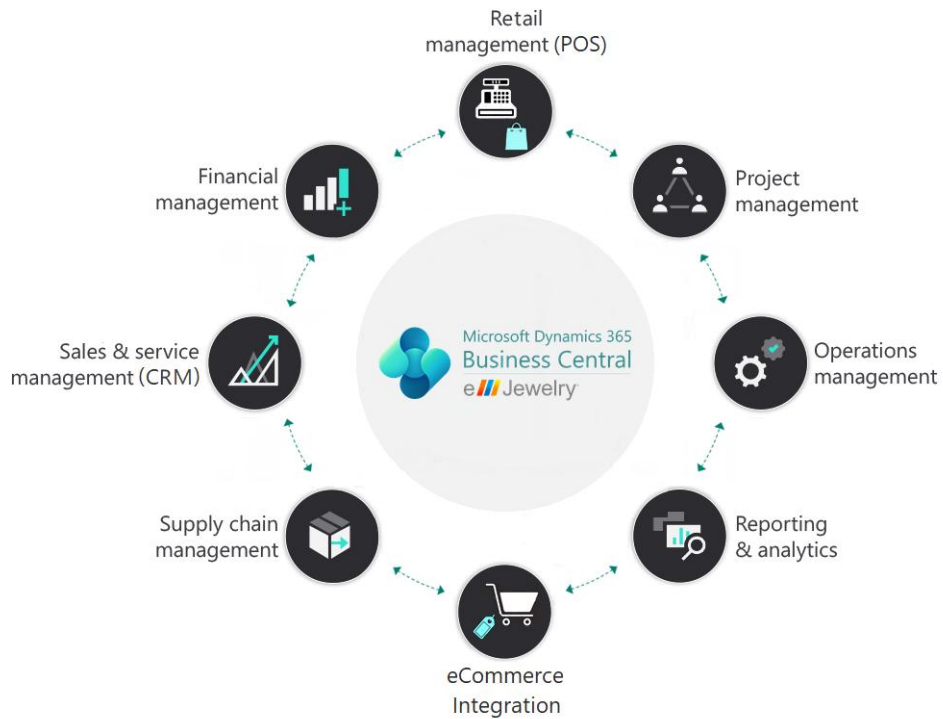 Retail
management (POS)
Financial
management
Project
management
Sales & service
management (CRM)
Microsoft Dynamics 365
Business Central
e Jewelry
Operations
management
Supply chain
management
Reporting
& analytics
eCommerce
Integration